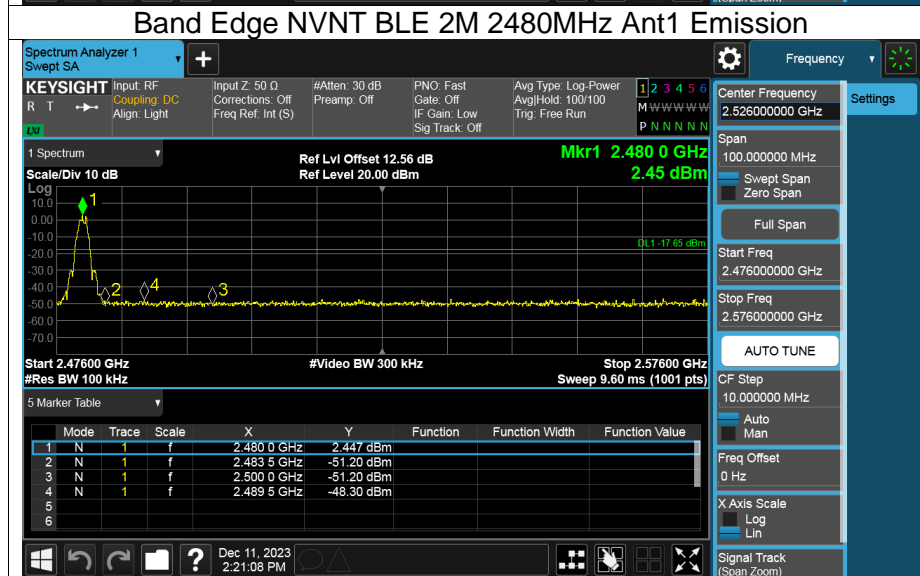 (Span Zoom)
Band Edge NVNT BLE 2M 2480MHz Ant1 Emission
Spectrum Analyzer 1
Swept SA
+
Frequency
KEYSIGHT
R T
LXI
Input: RF
Coupling: DC
Align: Light
Input Z: 50 Ω
Corrections: Off
Freq Ref: Int (S)
#Atten: 30 dB
Preamp: Off
PNO: Fast
Gate: Off
IF Gain: Low
Sig Track: Off
Avg Type: Log-Power
Avg|Hold: 100/100
Trig: Free Run
1 2 3 4 5 6
M W W W W W
P N N N N N
Center Frequency
2.526000000 GHz
Settings
1 Spectrum
Scale/Div 10 dB
Ref Lvl Offset 12.56 dB
Ref Level 20.00 dBm
Mkr1 2.480 0 GHz
2.45 dBm
Span
100.000000 MHz
Swept Span
Zero Span
Full Span
Log
10.0
0.00
-10.0
-20.0
-30.0
-40.0
-50.0
-60.0
-70.0
1
2
4
3
DL1 -17.65 dBm
Start Freq
2.476000000 GHz
Stop Freq
2.576000000 GHz
AUTO TUNE
Start 2.47600 GHz
#Res BW 100 kHz
#Video BW 300 kHz
Stop 2.57600 GHz
Sweep 9.60 ms (1001 pts)
CF Step
10.000000 MHz
Auto
Man
5 Marker Table
Mode Trace Scale X Y Function Function Width Function Value
1 N 1 f 2.480 0 GHz 2.447 dBm
2 N 1 f 2.483 5 GHz -51.20 dBm
3 N 1 f 2.500 0 GHz -51.20 dBm
4 N 1 f 2.489 5 GHz -48.30 dBm
5
6
Freq Offset
0 Hz
X Axis Scale
Log
Lin
Signal Track
(Span Zoom)
?
Dec 11, 2023
2:21:08 PM